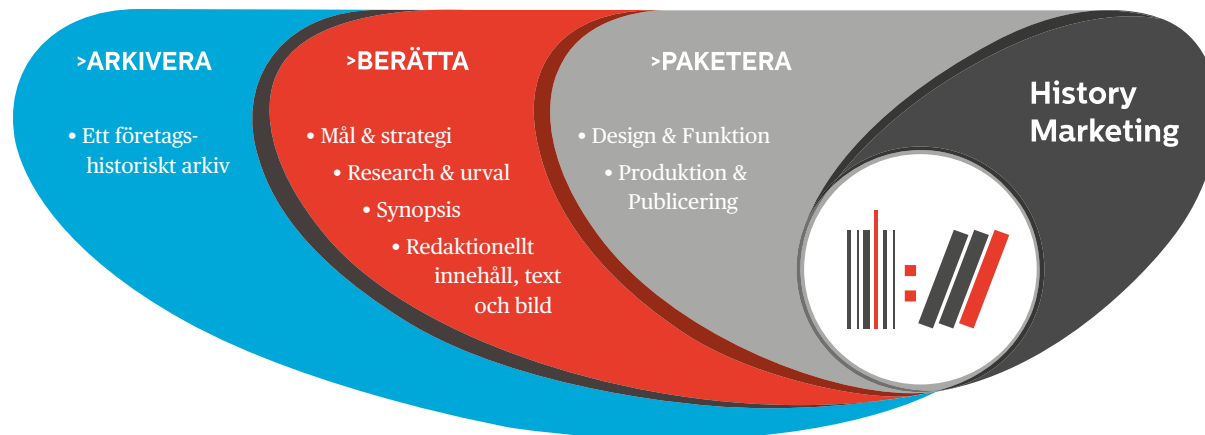 >ARKIVERA
• Ett företags-
historiskt arkiv
>BERÄTTA
• Mål & strategi
• Research & urval
• Synopsis
• Redaktionellt
innehåll, text
och bild
>PAKETERA
• Design & Funktion
• Produktion &
Publicering
History
Marketing